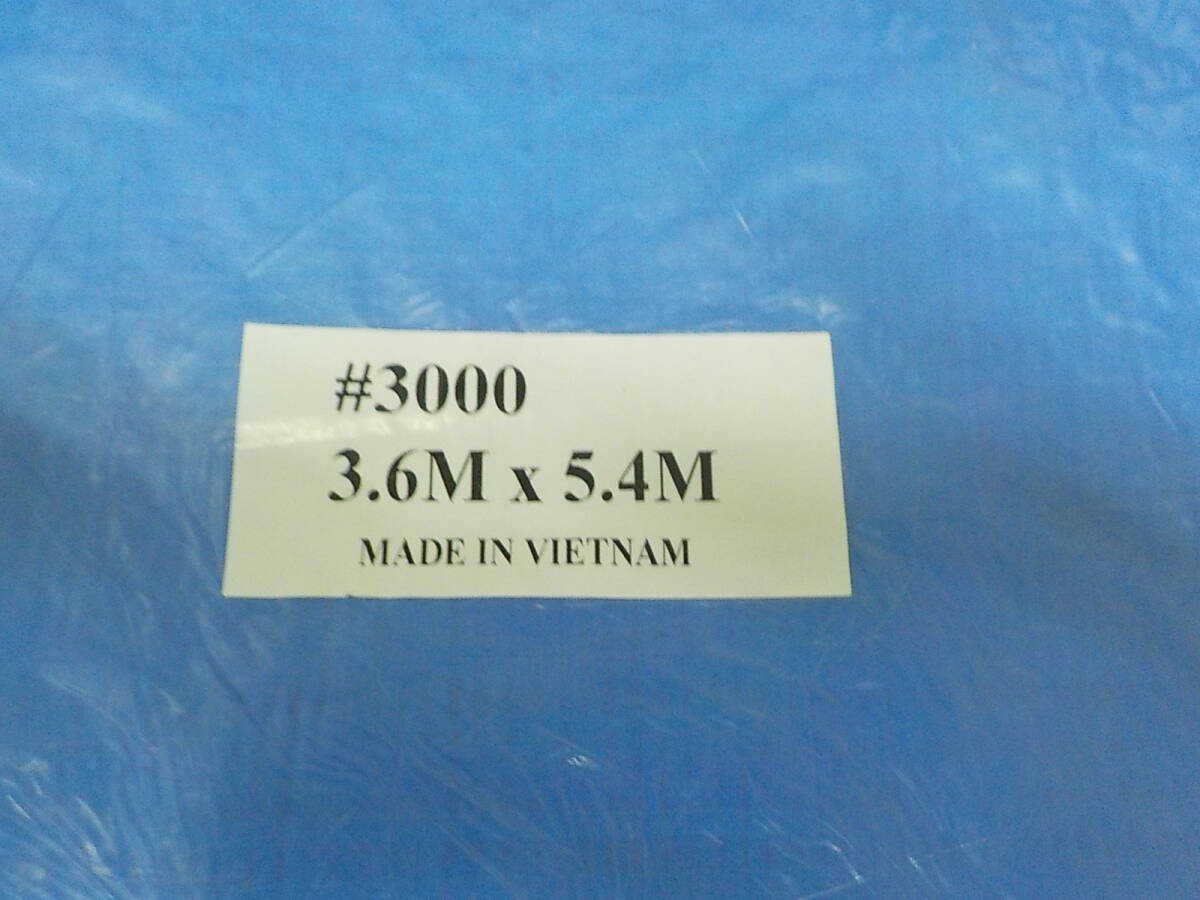 #3000
3.6M x 5.4M
MADE IN VIETNAM